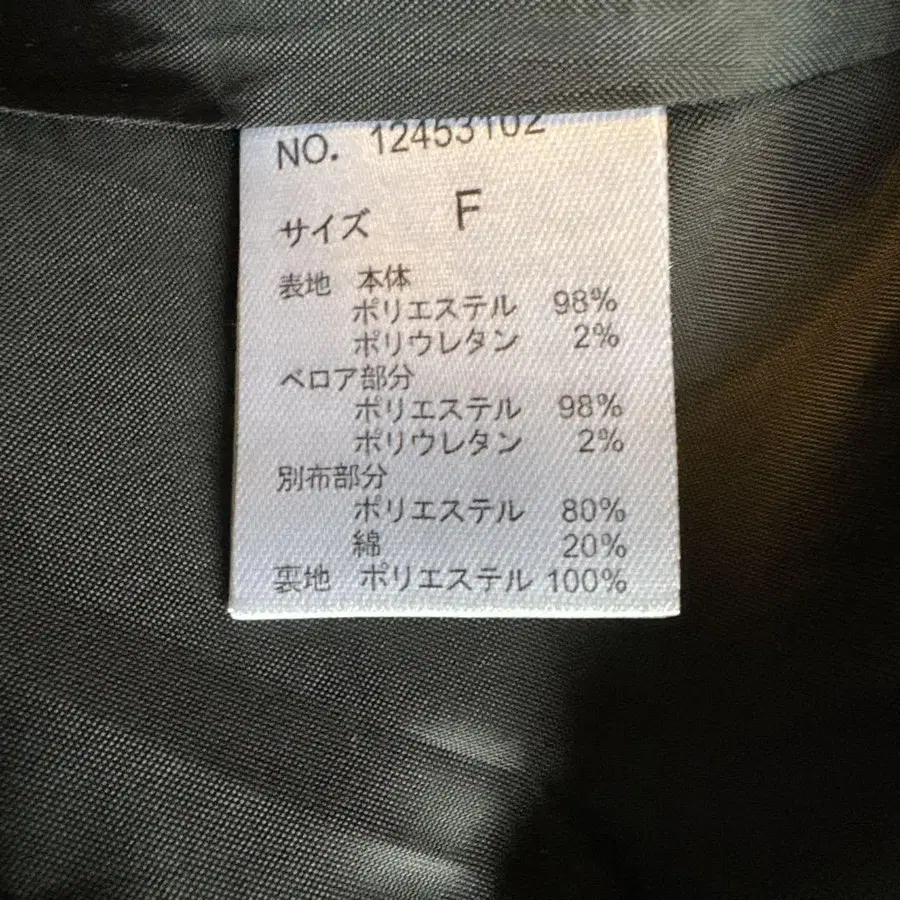 NO. 12453102
サイズ F
表地 本体
ポリエステル 98%
ポリウレタン 2%
ベロア部分
ポリエステル 98%
ポリウレタン 2%
別布部分
ポリエステル 80%
綿 20%
裏地 ポリエステル 100%